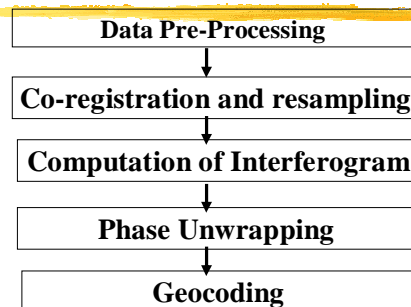 Data Pre-Processing
Co-registration and resampling
Computation of Interferogram
Phase Unwrapping
Geocoding